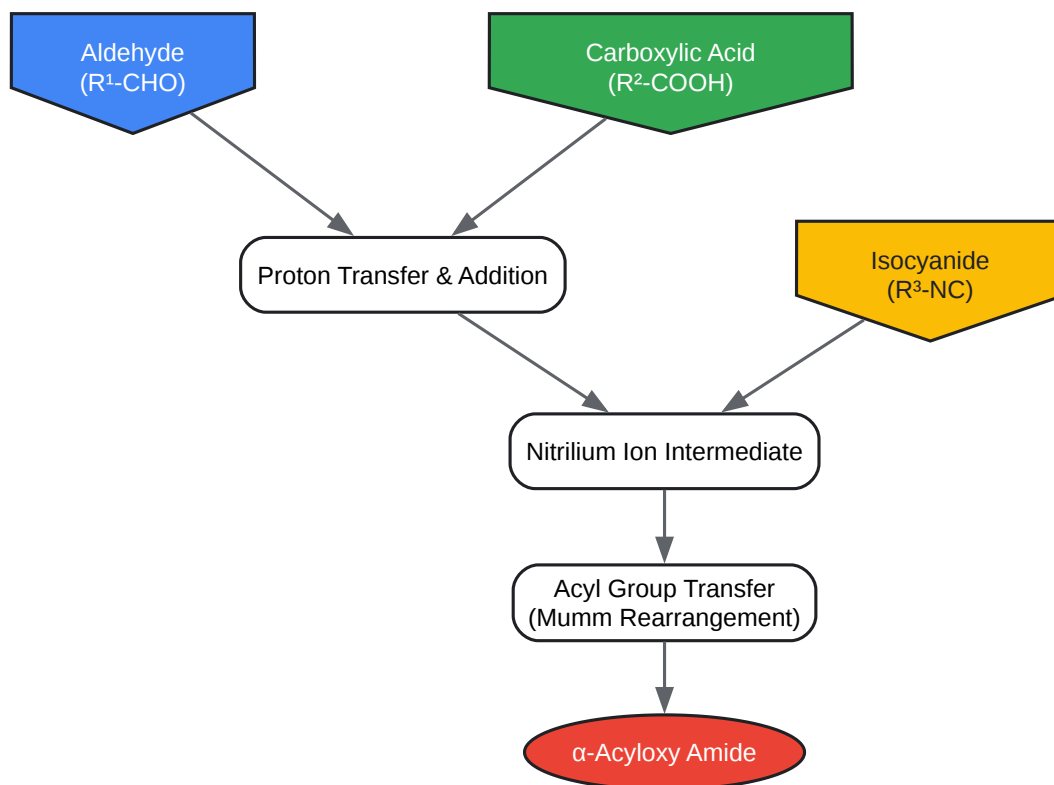 Aldehyde
(R¹-CHO)
Carboxylic Acid
(R²-COOH)
Proton Transfer & Addition
Isocyanide
(R³-NC)
Nitrilium Ion Intermediate
Acyl Group Transfer
(Mumm Rearrangement)
α-Acyloxy Amide